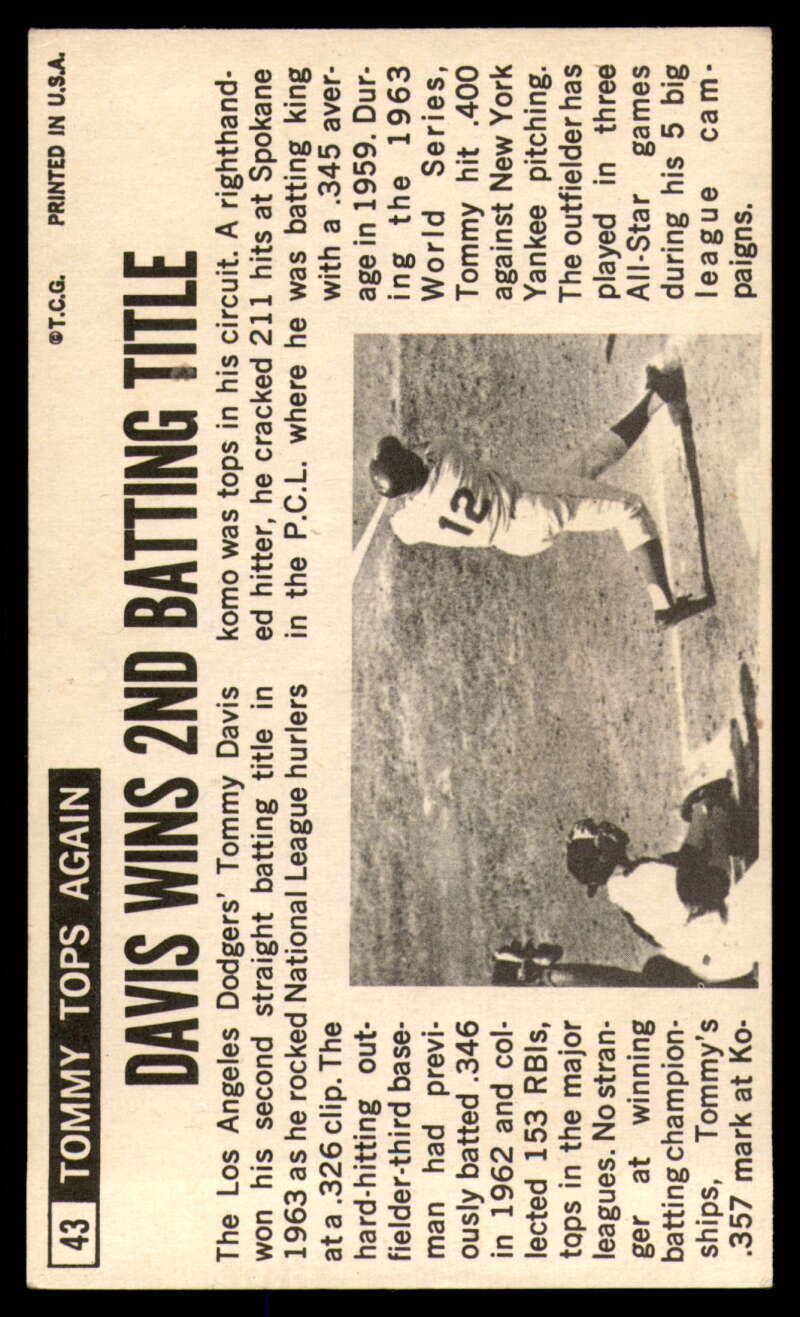 43 TOMMY TOPS AGAIN
©T.C.G. PRINTED IN U.S.A.
DAVIS WINS 2ND BATTING TITLE
The Los Angeles Dodgers' Tommy Davis
won his second straight batting title in
1963 as he rocked National League hurlers
at a .326 clip. The
hard-hitting out-
fielder-third base-
man had previ-
ously batted .346
in 1962 and col-
lected 153 RBIs,
tops in the major
leagues. No stran-
ger at winning
batting champion-
ships, Tommy's
.357 mark at Ko-
komo was tops in his circuit. A righthand-
ed hitter, he cracked 211 hits at Spokane
in the P.C.L. where he was batting king
with a .345 aver-
age in 1959. Dur-
ing the 1963
World Series,
Tommy hit .400
against New York
Yankee pitching.
The outfielder has
played in three
All-Star games
during his 5 big
league cam-
paigns.
12